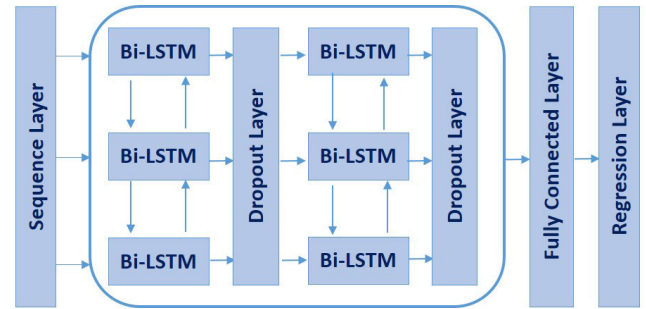 Sequence Layer
Bi-LSTM
Bi-LSTM
Bi-LSTM
Dropout Layer
Bi-LSTM
Bi-LSTM
Bi-LSTM
Dropout Layer
Fully Connected Layer
Regression Layer